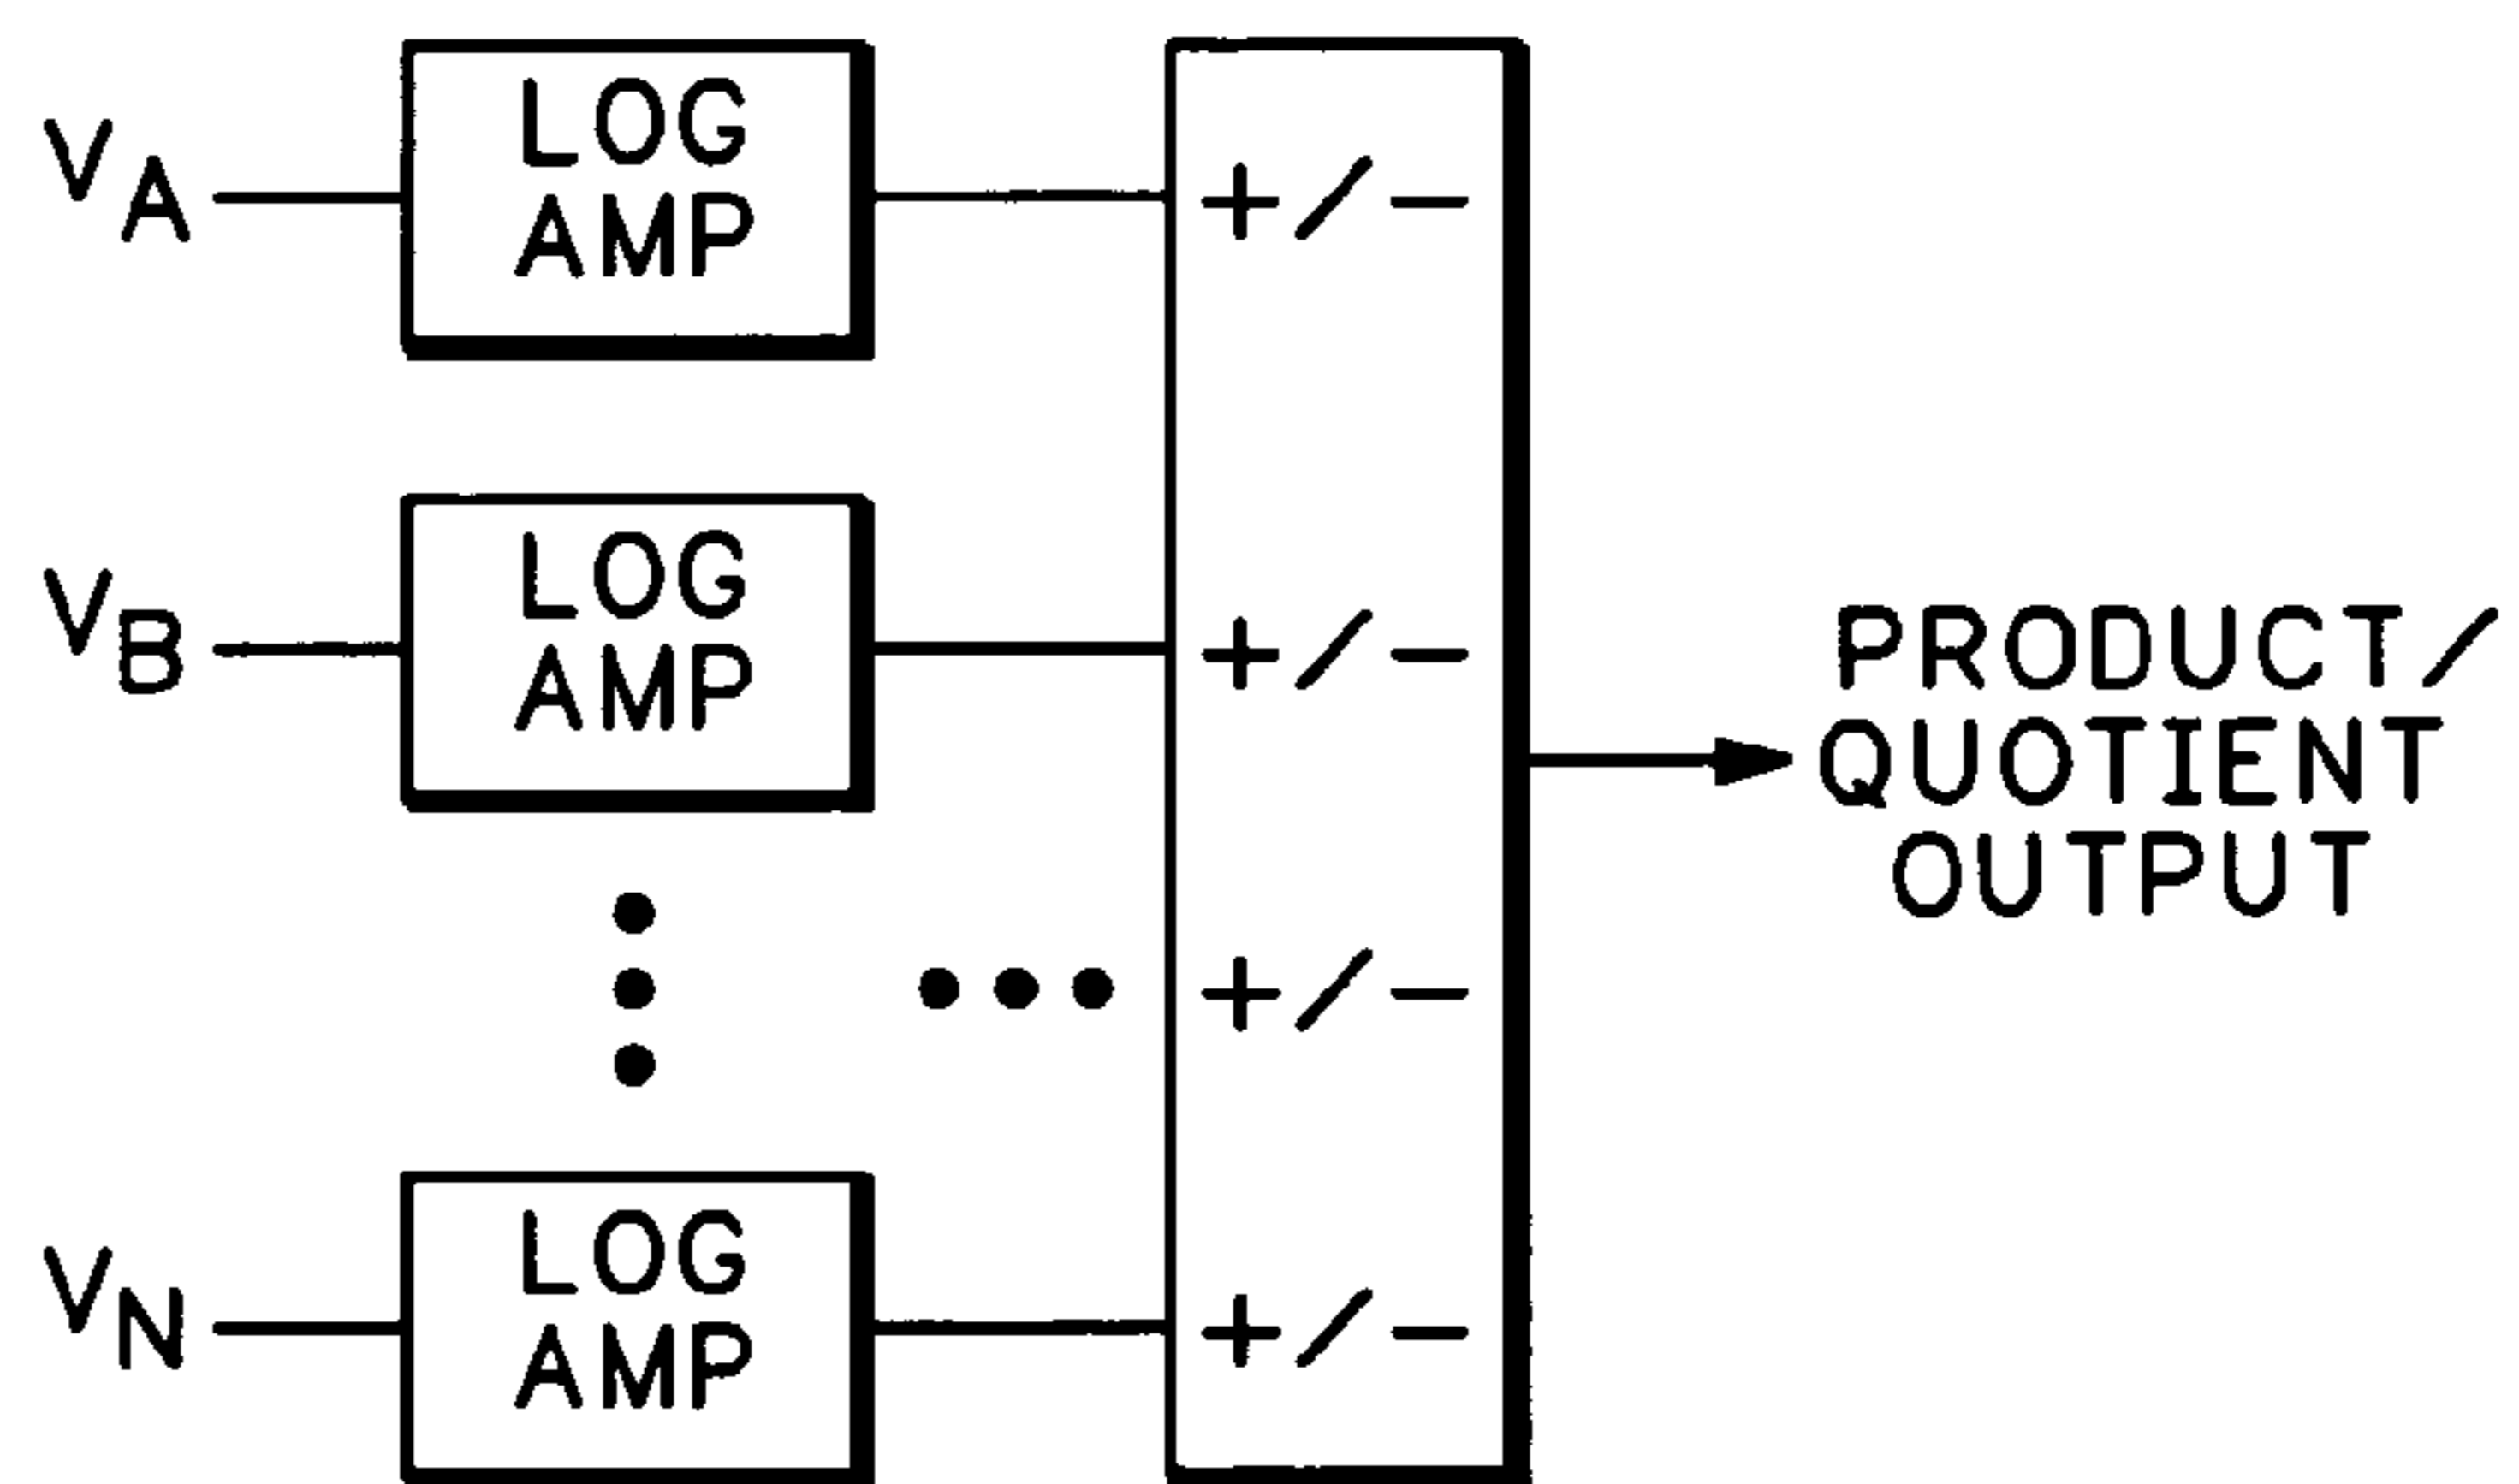 VA
LOG
AMP
+/-
VB
LOG
AMP
+/-
+/-
VN
LOG
AMP
+/-
PRODUCT/
QUOTIENT
OUTPUT